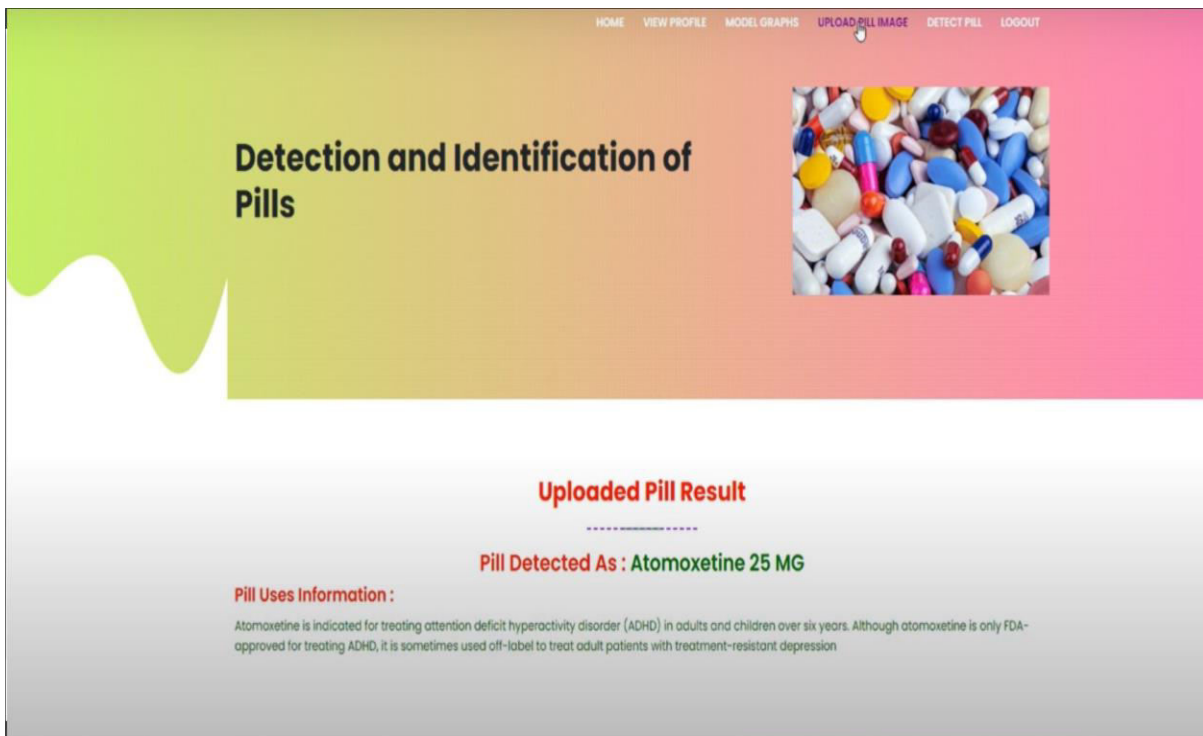 HOME VIEW PROFILE MODEL GRAPHS UPLOAD PILL IMAGE DETECT PILL LOGOUT
Detection and Identification of
Pills
Uploaded Pill Result
Pill Detected As : Atomoxetine 25 MG
Pill Uses Information :
Atomoxetine is indicated for treating attention deficit hyperactivity disorder (ADHD) in adults and children over six years. Although atomoxetine is only FDA-
approved for treating ADHD, it is sometimes used off-label to treat adult patients with treatment-resistant depression